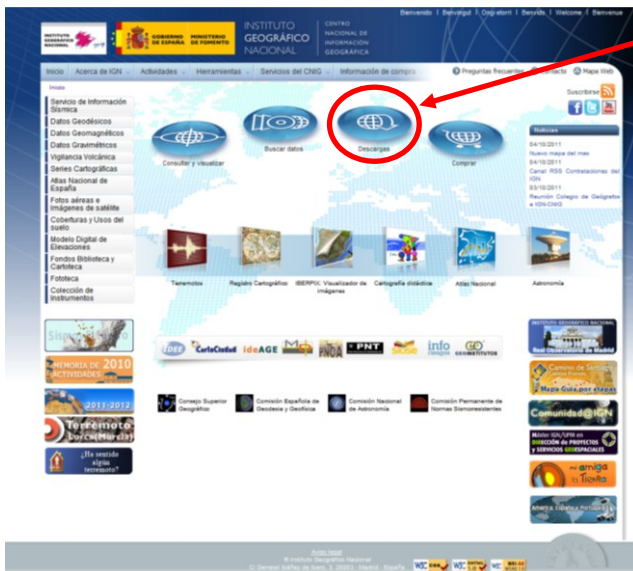 Bienvenido | Benvingut | Ongi etorri | Benvido | Welcome | Bienvenue
INSTITUTO
GEOGRÁFICO
NACIONAL
GOBIERNO
DE ESPAÑA
MINISTERIO
DE FOMENTO
INSTITUTO
GEOGRÁFICO
NACIONAL
CENTRO
NACIONAL DE
INFORMACIÓN
GEOGRÁFICA
Inicio
Acerca de IGN
Actividades
Herramientas
Servicios del CNIG
Información de compra
Preguntas frecuentes
Contacto
Mapa Web
Inicio
Suscribirse
Servicio de Información
Sísmica
Datos Geodésicos
Datos Geomagnéticos
Datos Gravimétricos
Vigilancia Volcánica
Series Cartográficas
Atlas Nacional de
España
Fotos aéreas e
imágenes de satélite
Coberturas y Usos del
suelo
Modelo Digital de
Elevaciones
Fondos Biblioteca y
Cartoteca
Fototeca
Colección de
Instrumentos
Consultar y visualizar
Buscar datos
Descargas
Comprar
Noticias
04/10/2011
Nuevo mapa del mes
04/10/2011
Canal RSS Contrataciones del
IGN
03/10/2011
Reunión Colegio de Geógrafos
e IGN-CNIG
Terremotos
Registro Cartográfico
IBERPIX. Visualizador de
imágenes
Cartografía didáctica
Atlas Nacional
Astronomía
MEMORIA DE 2010
ACTIVIDADES
2011-2012
Terremoto
Lorca(Murcia)
¿Ha sentido
algún
terremoto?
IDEE
CartoCiudad
ideAGE
PNOA
PNT
SIOSE
info
riesgos
GEOINSTITUTOS
Consejo Superior
Geográfico
Comisión Española de
Geodesia y Geofísica
Comisión Nacional
de Astronomía
Comisión Permanente de
Normas Sismorresistentes
INSTITUTO GEOGRÁFICO NACIONAL
Real Observatorio de Madrid
Camino de Santiago
Mapa Guía por etapas
Comunidad@IGN
Máster IGN/UPM en
DIRECCIÓN de PROYECTOS
y SERVICIOS GEOESPACIALES
mi amiga
la Tierra
América, Española y Portuguesa
Aviso legal
© Instituto Geográfico Nacional
C/ General Ibáñez de Ibero, 3. 28003 - Madrid - España